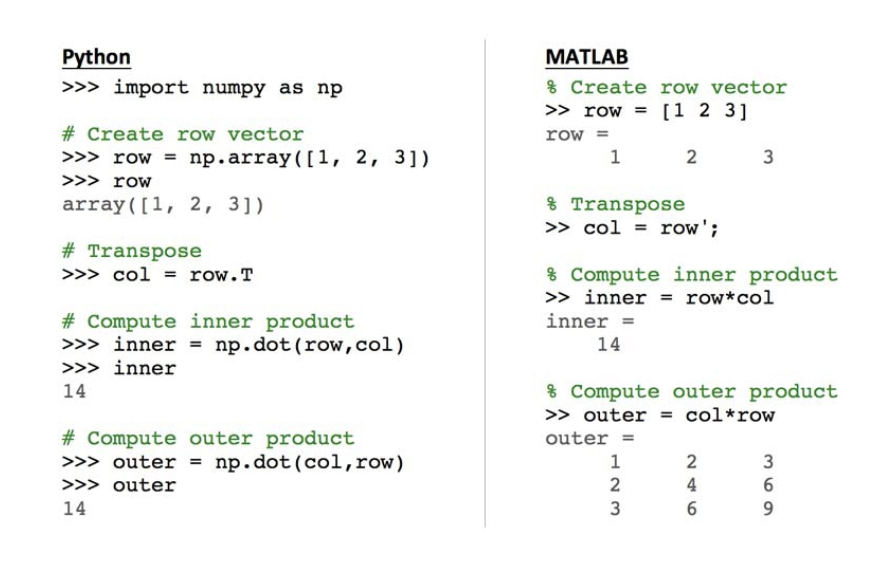 Python
>>> import numpy as np
# Create row vector
>>> row = np.array([1, 2, 3])
>>> row
array([1, 2, 3])
# Transpose
>>> col = row.T
# Compute inner product
>>> inner = np.dot(row,col)
>>> inner
14
# Compute outer product
>>> outer = np.dot(col,row)
>>> outer
14
MATLAB
% Create row vector
>> row = [1 2 3]
row =
1 2 3
% Transpose
>> col = row';
% Compute inner product
>> inner = row*col
inner =
14
% Compute outer product
>> outer = col*row
outer =
1 2 3
2 4 6
3 6 9